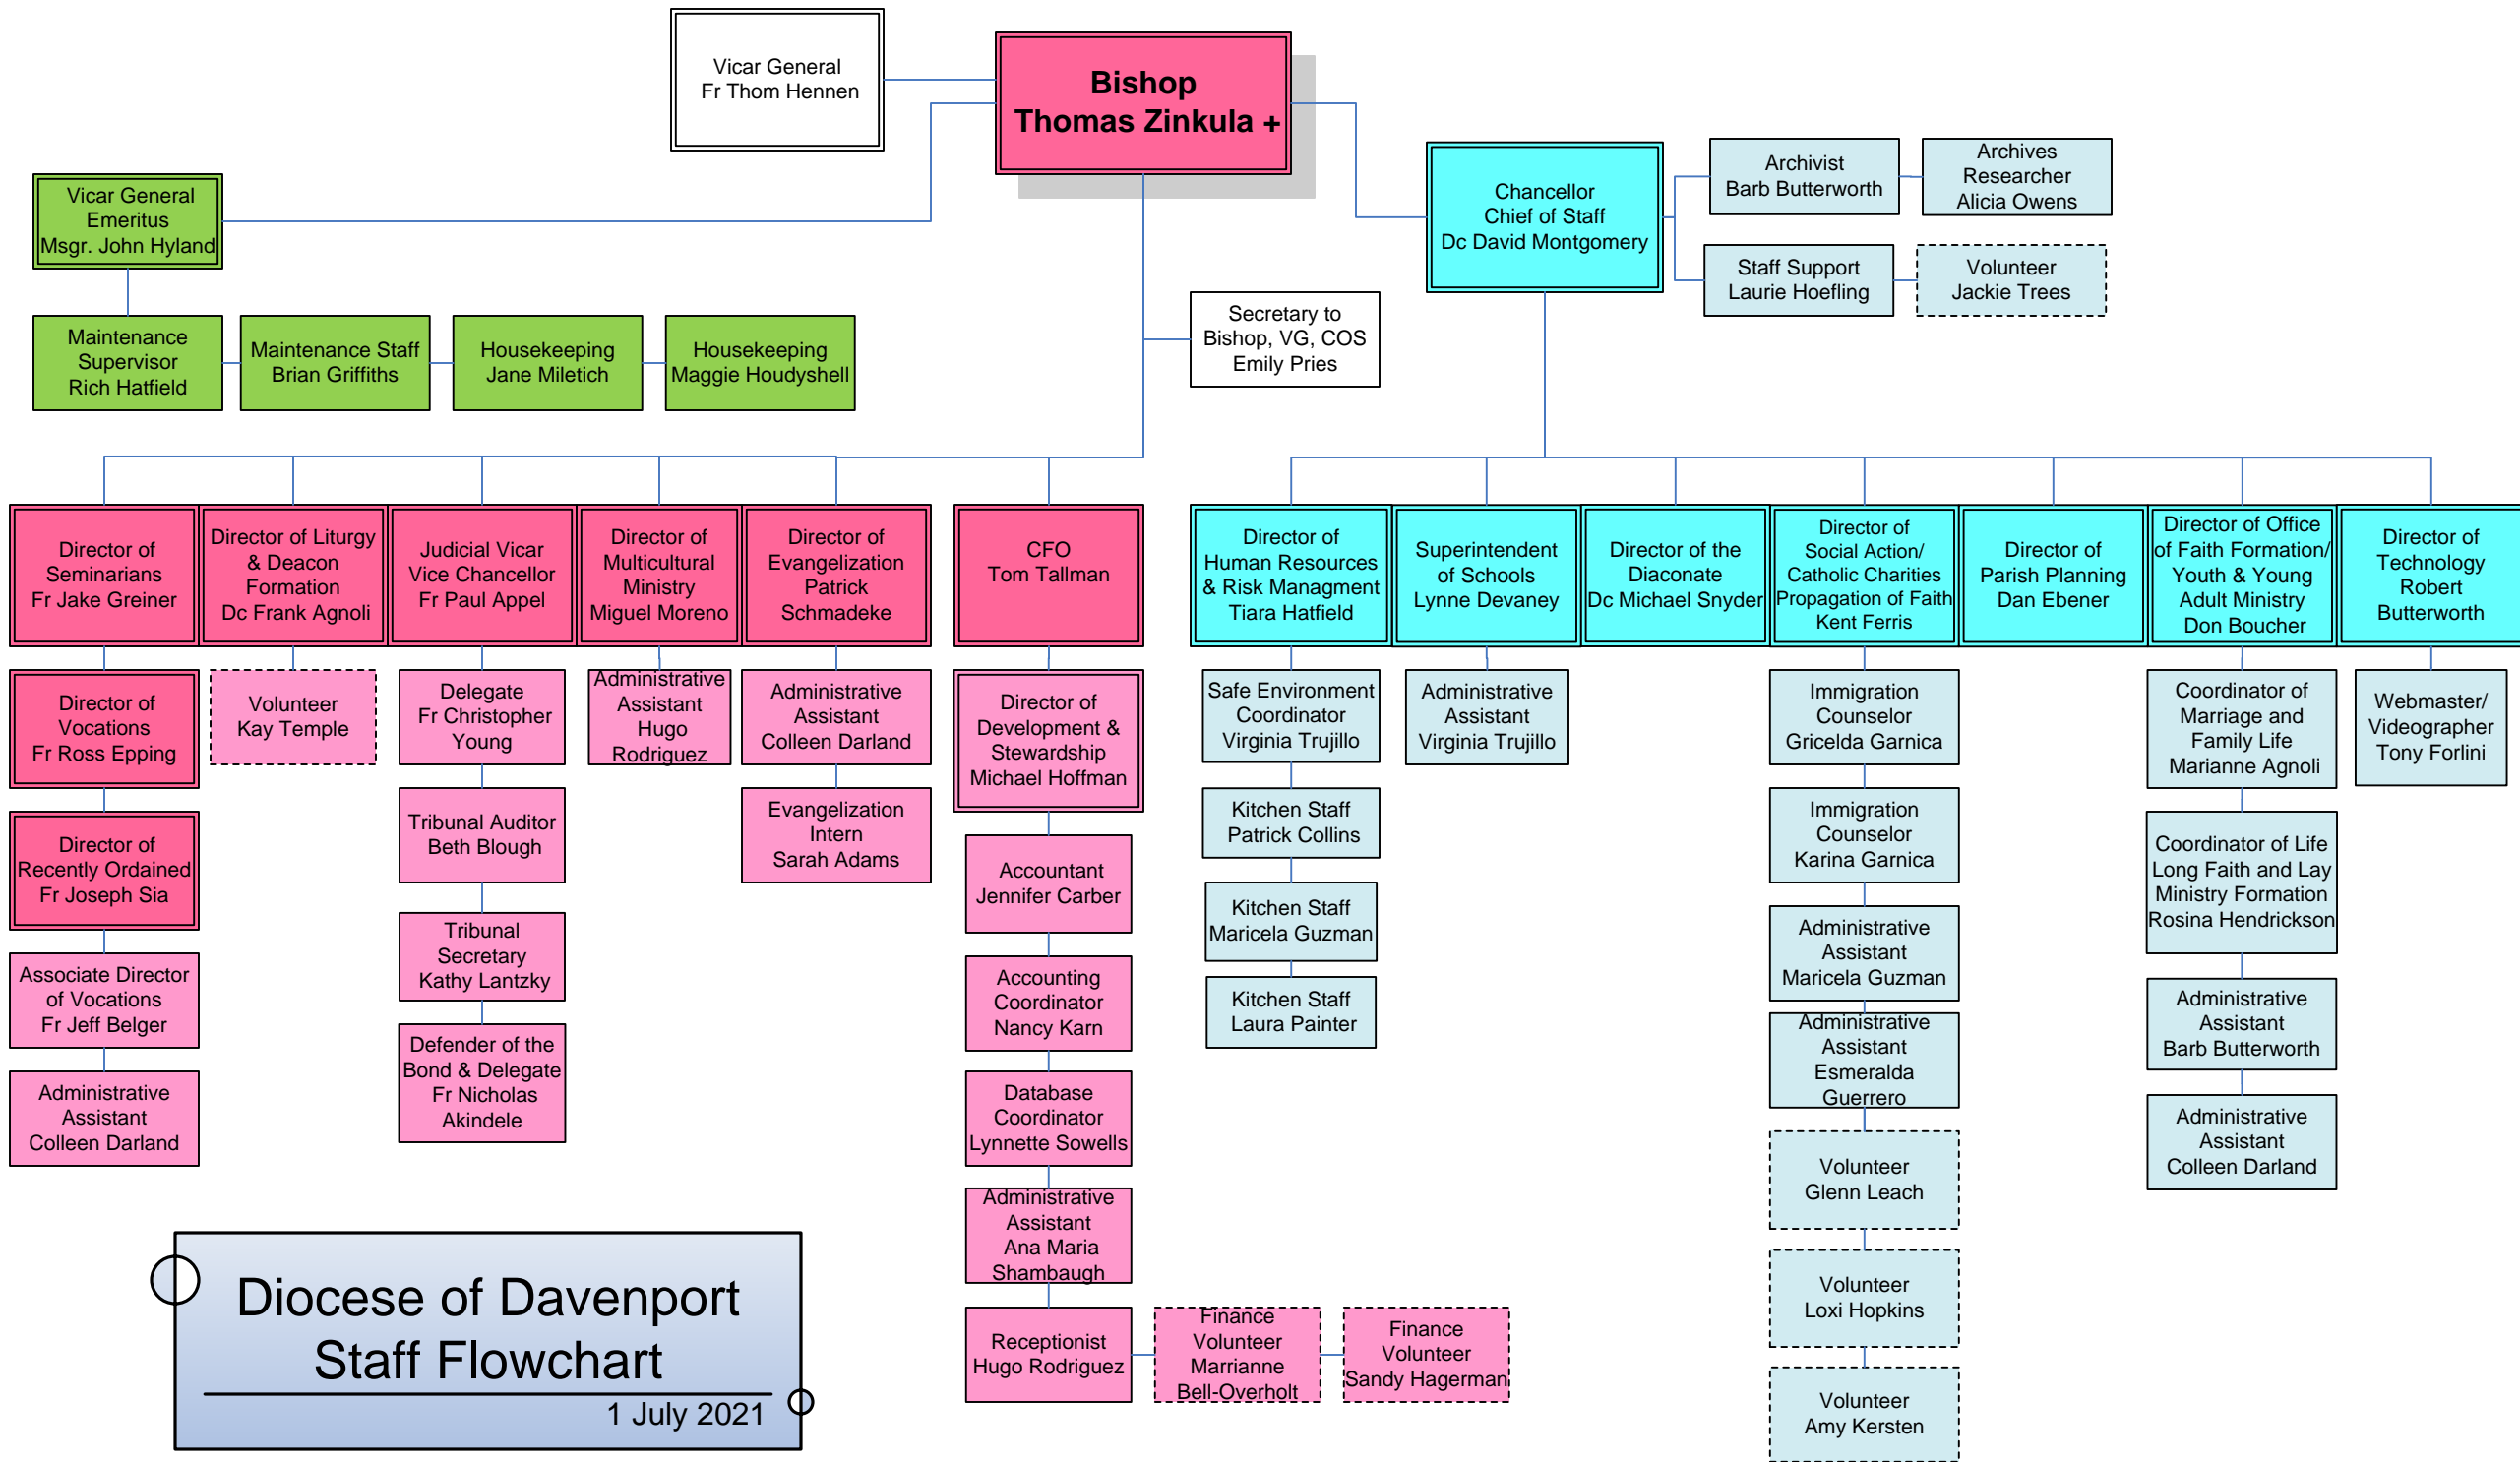 Vicar General
Fr Thom Hennen
Bishop
Thomas Zinkula +
Vicar General
Emeritus
Msgr. John Hyland
Chancellor
Chief of Staff
Dc David Montgomery
Archivist
Barb Butterworth
Archives
Researcher
Alicia Owens
Staff Support
Laurie Hoefling
Volunteer
Jackie Trees
Secretary to
Bishop, VG, COS
Emily Pries
Maintenance
Supervisor
Rich Hatfield
Maintenance Staff
Brian Griffiths
Housekeeping
Jane Miletich
Housekeeping
Maggie Houdyshell
Director of
Seminarians
Fr Jake Greiner
Director of Liturgy
& Deacon
Formation
Dc Frank Agnoli
Judicial Vicar
Vice Chancellor
Fr Paul Appel
Director of
Multicultural
Ministry
Miguel Moreno
Director of
Evangelization
Patrick
Schmadeke
CFO
Tom Tallman
Director of
Human Resources
& Risk Managment
Tiara Hatfield
Superintendent
of Schools
Lynne Devaney
Director of the
Diaconate
Dc Michael Snyder
Director of
Social Action/
Catholic Charities
Propagation of Faith
Kent Ferris
Director of
Parish Planning
Dan Ebener
Director of Office
of Faith Formation/
Youth & Young
Adult Ministry
Don Boucher
Director of
Technology
Robert
Butterworth
Director of
Vocations
Fr Ross Epping
Director of
Recently Ordained
Fr Joseph Sia
Associate Director
of Vocations
Fr Jeff Belger
Administrative
Assistant
Colleen Darland
Volunteer
Kay Temple
Delegate
Fr Christopher
Young
Tribunal Auditor
Beth Blough
Tribunal
Secretary
Kathy Lantzky
Defender of the
Bond & Delegate
Fr Nicholas
Akindele
Administrative
Assistant
Hugo
Rodriguez
Administrative
Assistant
Colleen Darland
Evangelization
Intern
Sarah Adams
Director of
Development &
Stewardship
Michael Hoffman
Accountant
Jennifer Carber
Accounting
Coordinator
Nancy Karn
Database
Coordinator
Lynnette Sowells
Administrative
Assistant
Ana Maria
Shambaugh
Receptionist
Hugo Rodriguez
Finance
Volunteer
Marrianne
Bell-Overholt
Finance
Volunteer
Sandy Hagerman
Safe Environment
Coordinator
Virginia Trujillo
Kitchen Staff
Patrick Collins
Kitchen Staff
Maricela Guzman
Kitchen Staff
Laura Painter
Administrative
Assistant
Virginia Trujillo
Immigration
Counselor
Gricelda Garnica
Immigration
Counselor
Karina Garnica
Administrative
Assistant
Maricela Guzman
Administrative
Assistant
Esmeralda
Guerrero
Volunteer
Glenn Leach
Volunteer
Loxi Hopkins
Volunteer
Amy Kersten
Coordinator of
Marriage and
Family Life
Marianne Agnoli
Coordinator of Life
Long Faith and Lay
Ministry Formation
Rosina Hendrickson
Administrative
Assistant
Barb Butterworth
Administrative
Assistant
Colleen Darland
Webmaster/
Videographer
Tony Forlini
Diocese of Davenport
Staff Flowchart
1 July 2021